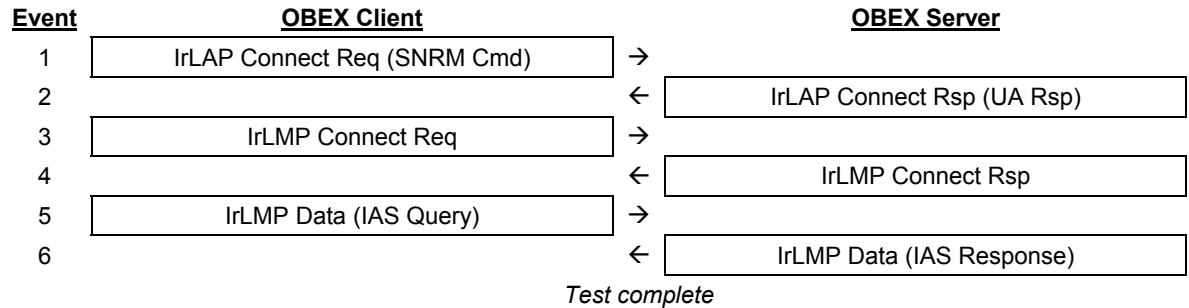 Event OBEX Client OBEX Server
1 IrLAP Connect Req (SNRM Cmd) →
2 ← IrLAP Connect Rsp (UA Rsp)
3 IrLMP Connect Req →
4 ← IrLMP Connect Rsp
5 IrLMP Data (IAS Query) →
6 ← IrLMP Data (IAS Response)
Test complete